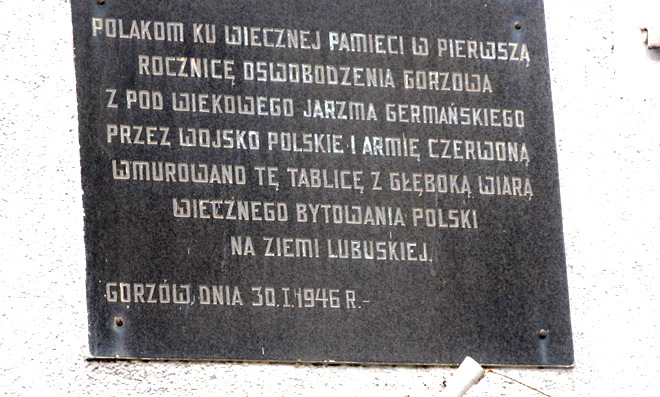 POLAKOM KU WIECZNEJ PAMIECI W PIERWSZĄ
ROCZNICĘ OSWOBODZENIA GORZOWA
Z POD WIEKOWEGO JARZMA GERMAŃSKIEGO
PRZEZ WOJSKO POLSKIE I ARMIĘ CZERWONĄ
WMUROWANO TĘ TABLICĘ Z GŁĘBOKĄ WIARĄ
WIECZNEGO BYTOWANIA POLSKI
NA ZIEMI LUBUSKIEJ.
GORZÓW, DNIA 30.I.1946 R.-